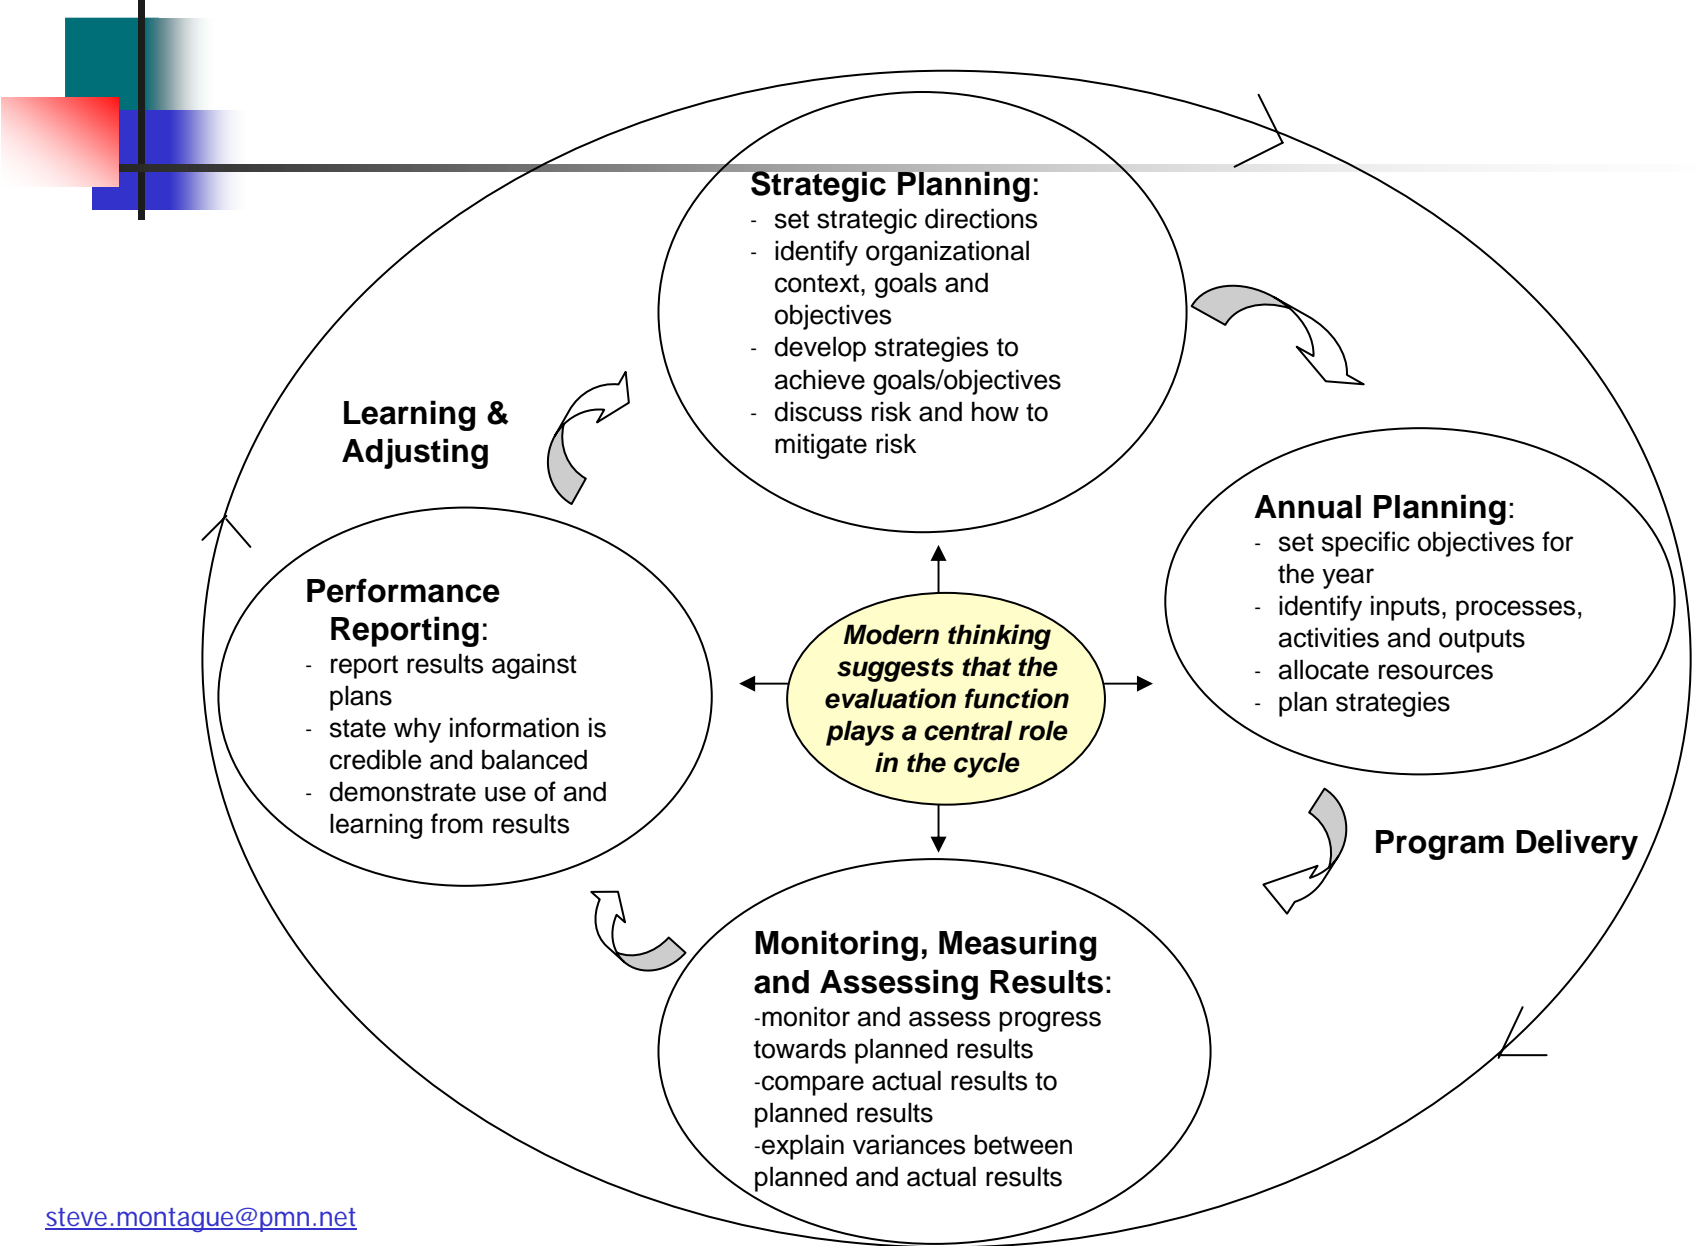 Strategic Planning:
- set strategic directions
- identify organizational
context, goals and
objectives
- develop strategies to
achieve goals/objectives
- discuss risk and how to
mitigate risk
Learning &
Adjusting
Annual Planning:
- set specific objectives for
the year
- identify inputs, processes,
activities and outputs
- allocate resources
- plan strategies
Performance
Reporting:
- report results against
plans
- state why information is
credible and balanced
- demonstrate use of and
learning from results
Modern thinking
suggests that the
evaluation function
plays a central role
in the cycle
Program Delivery
Monitoring, Measuring
and Assessing Results:
-monitor and assess progress
towards planned results
-compare actual results to
planned results
-explain variances between
planned and actual results
steve.montague@pmn.net